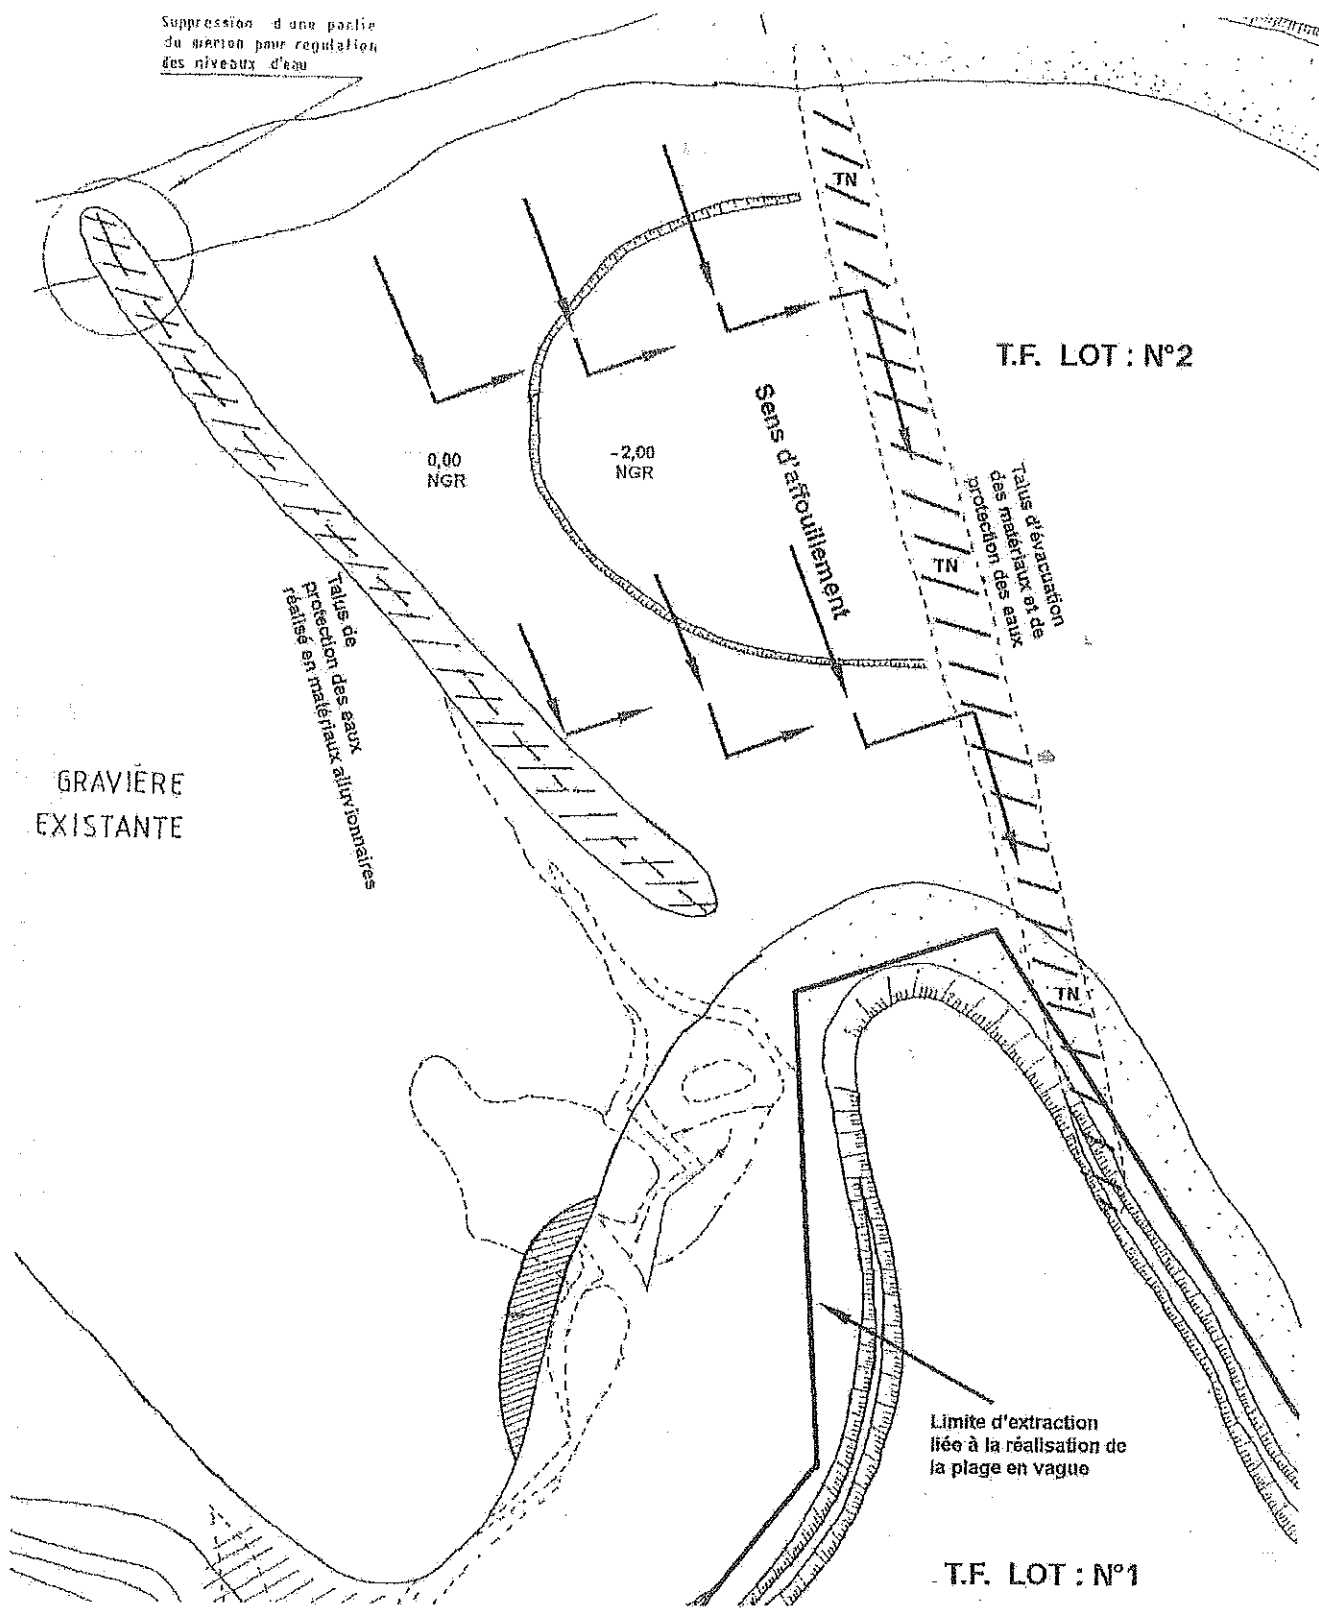 Suppression d'une partie
du merlon pour regulation
des niveaux d'eau
TN
T.F. LOT : N°2
0,00
NGR
-2,00
NGR
Sens d'affouillement
Talus d'évacuation
des matériaux et de
protection des eaux
TN
Talus de
protection des eaux
réalisé en matériaux alluvionnaires
GRAVIÈRE
EXISTANTE
TN
Limite d'extraction
liée à la réalisation de
la plage en vague
T.F. LOT : N°1